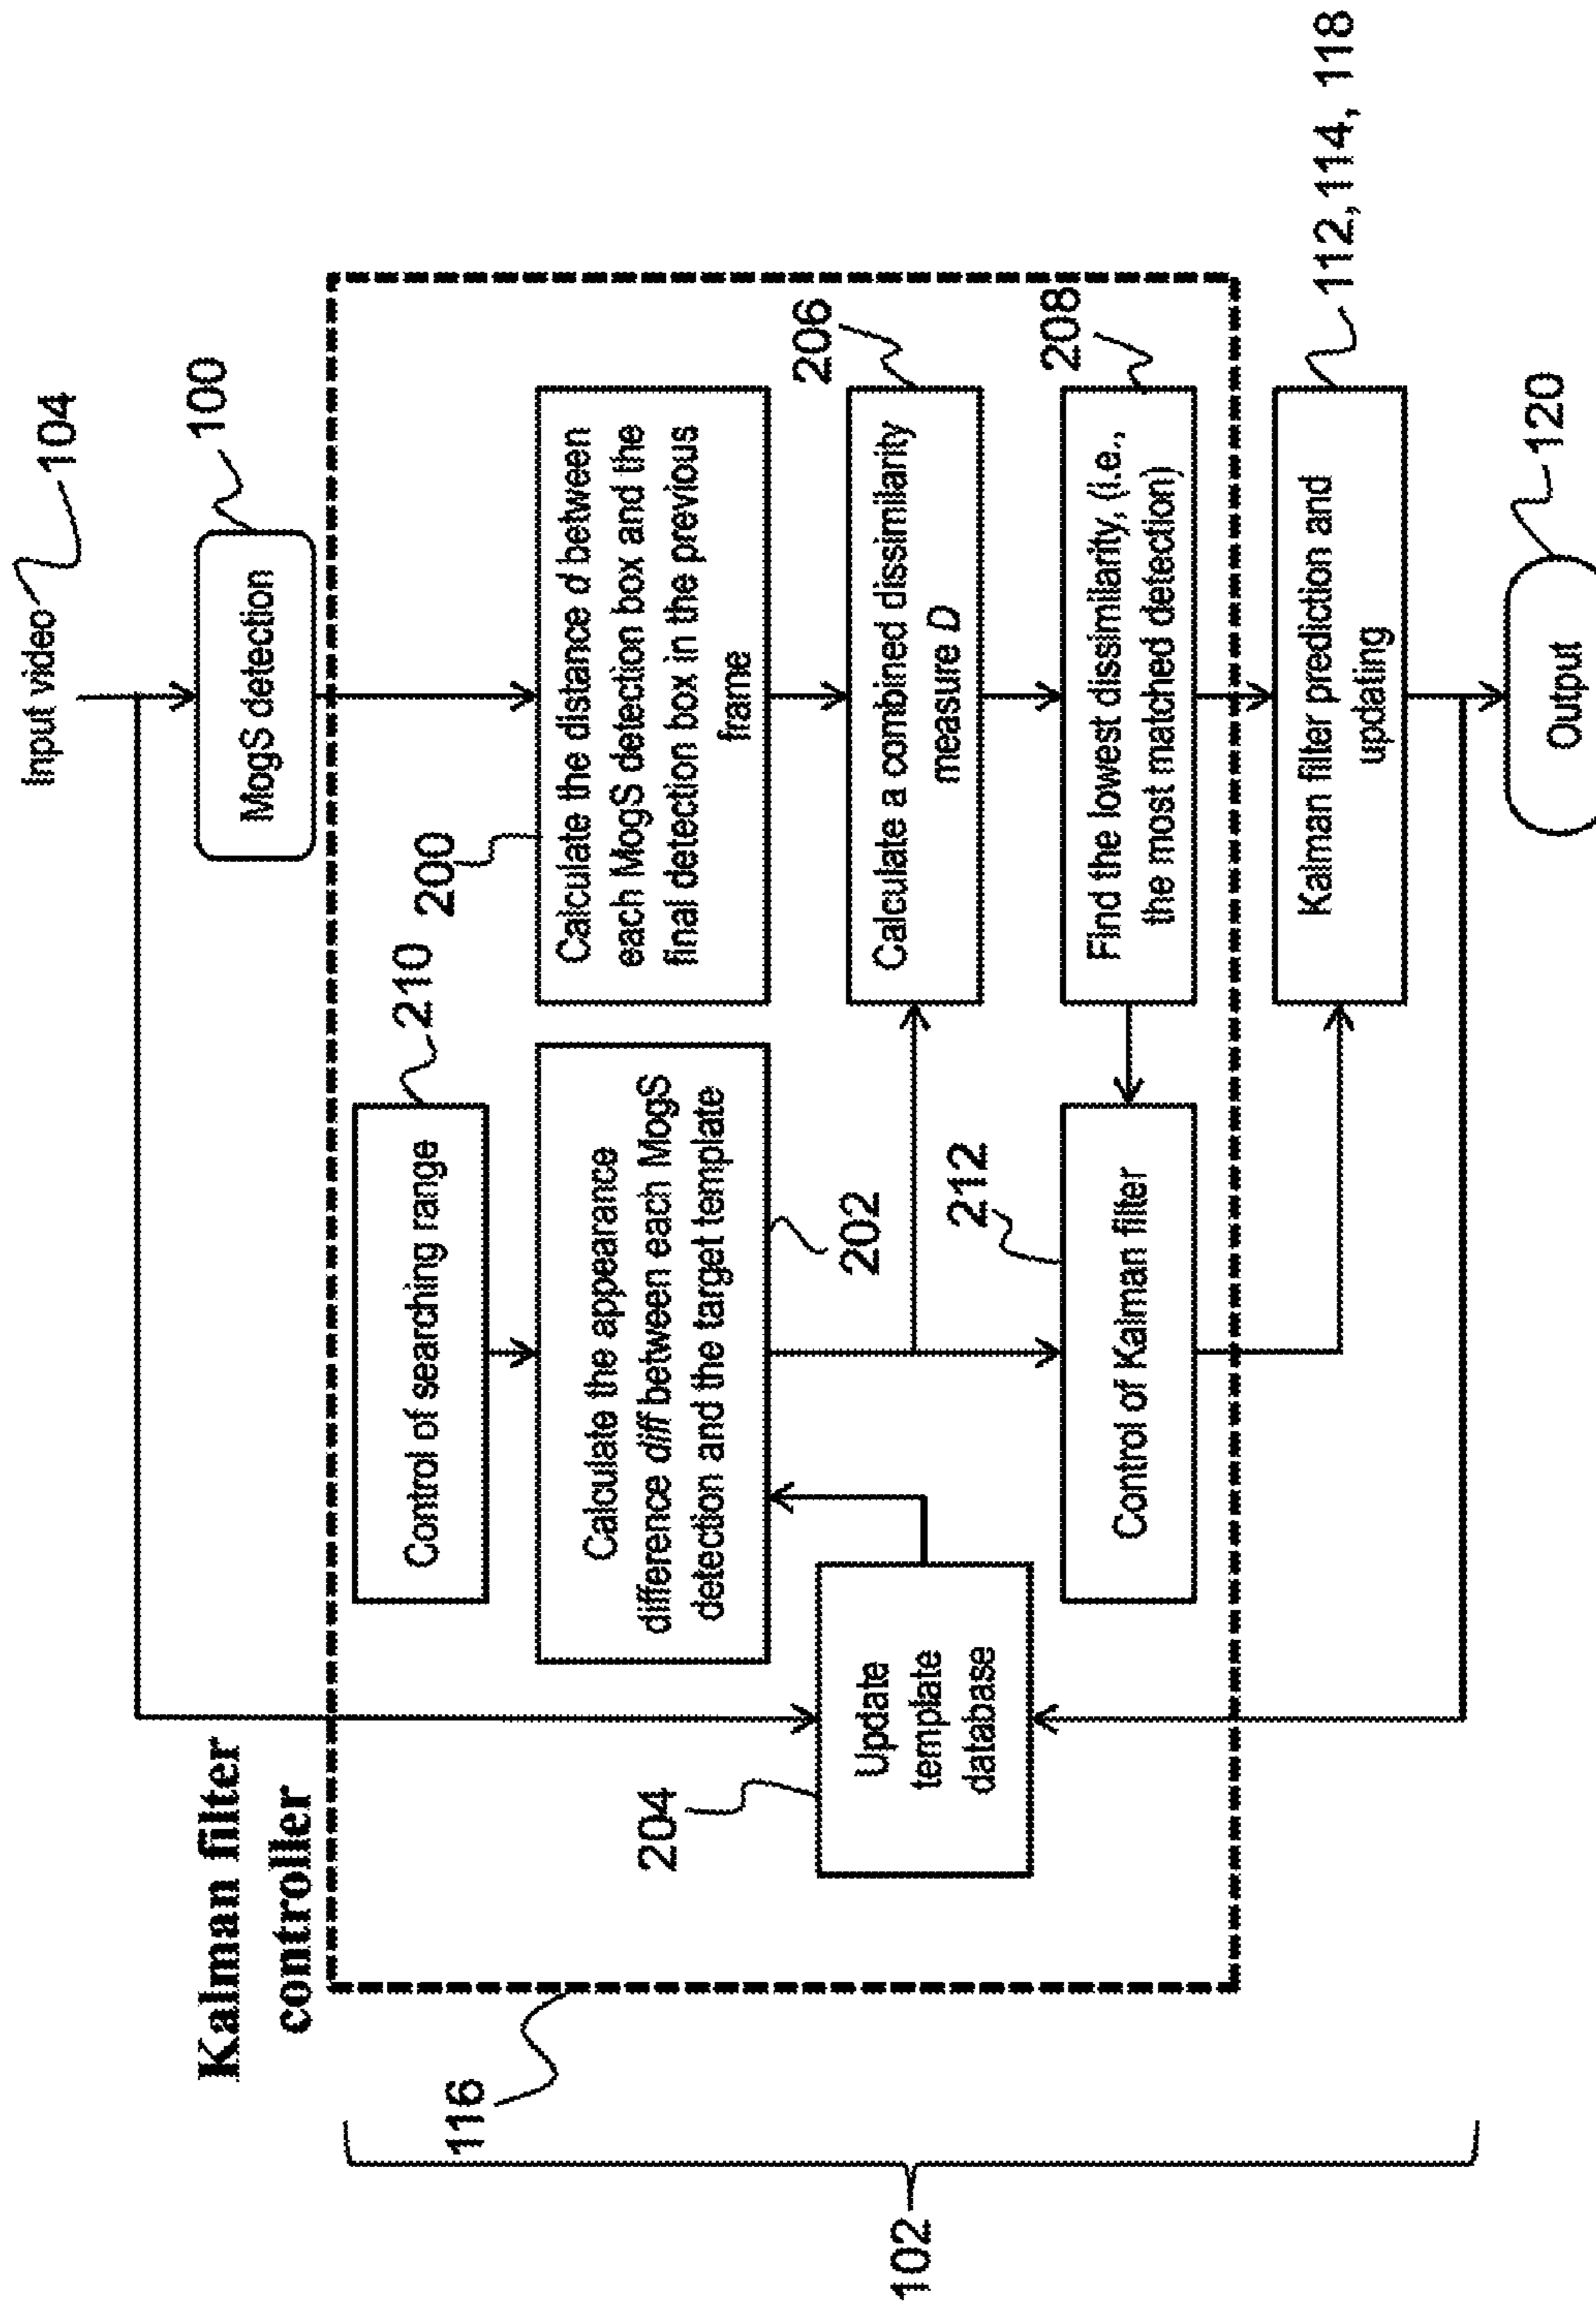 Input video 104
100
MogS detection
Kalman filter
controller
116
102
210
Control of searching range
200
Calculate the distance d between
each MogS detection box and the
final detection box in the previous
frame
Calculate the appearance
difference diff between each MogS
detection and the target template
202
204
Update
template
database
206
Calculate a combined dissimilarity
measure D
208
Find the lowest dissimilarity, (i.e.,
the most matched detection)
212
Control of Kalman filter
112,114, 118
Kalman filter prediction and
updating
120
Output